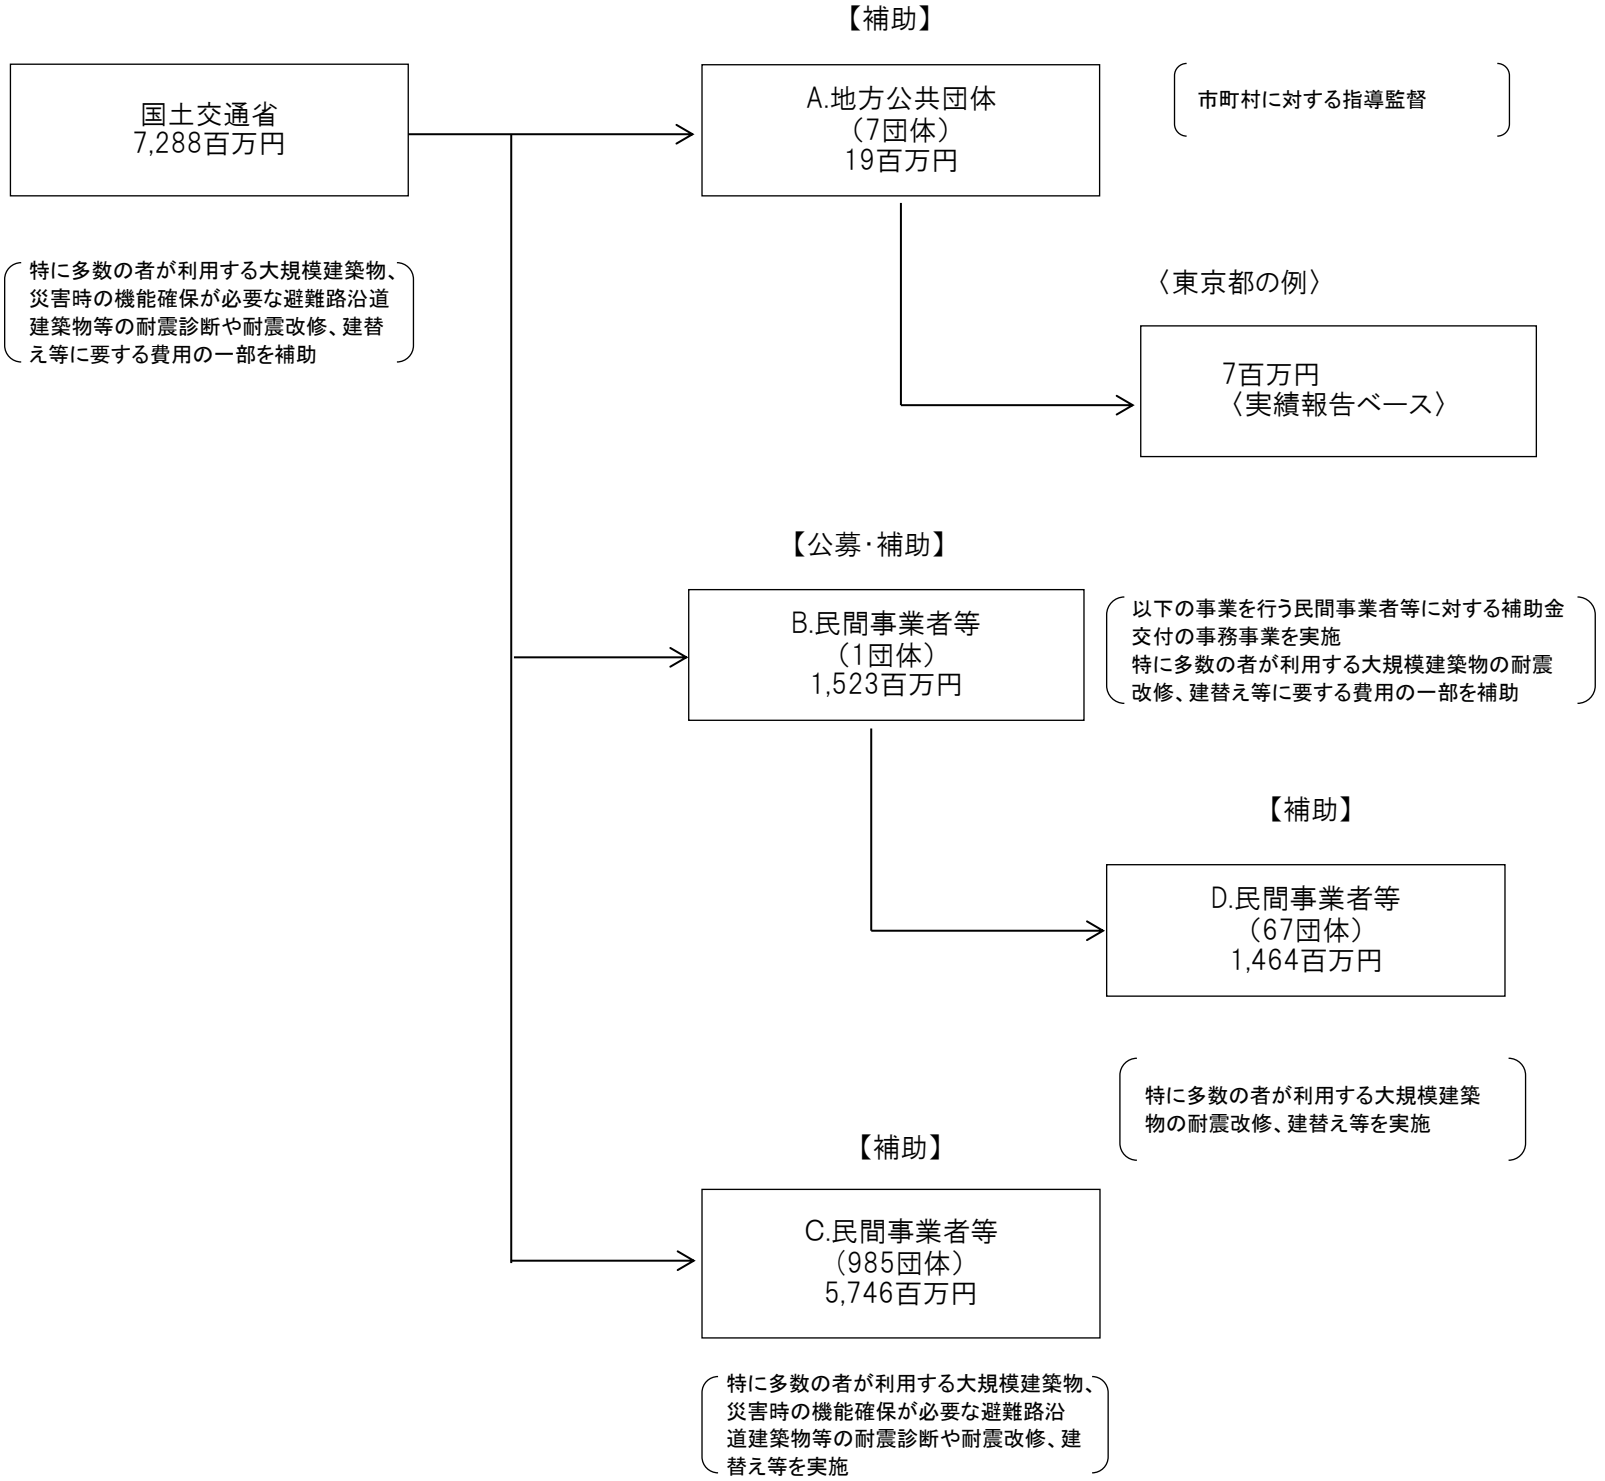 【補助】
国土交通省
7,288百万円
A.地方公共団体
（7団体）
19百万円
市町村に対する指導監督
特に多数の者が利用する大規模建築物、
災害時の機能確保が必要な避難路沿道
建築物等の耐震診断や耐震改修、建替
え等に要する費用の一部を補助
〈東京都の例〉
7百万円
〈実績報告ベース〉
【公募・補助】
B.民間事業者等
（1団体）
1,523百万円
以下の事業を行う民間事業者等に対する補助金
交付の事務事業を実施
特に多数の者が利用する大規模建築物の耐震
改修、建替え等に要する費用の一部を補助
【補助】
D.民間事業者等
（67団体）
1,464百万円
特に多数の者が利用する大規模建築
物の耐震改修、建替え等を実施
【補助】
C.民間事業者等
（985団体）
5,746百万円
特に多数の者が利用する大規模建築物、
災害時の機能確保が必要な避難路沿
道建築物等の耐震診断や耐震改修、建
替え等を実施